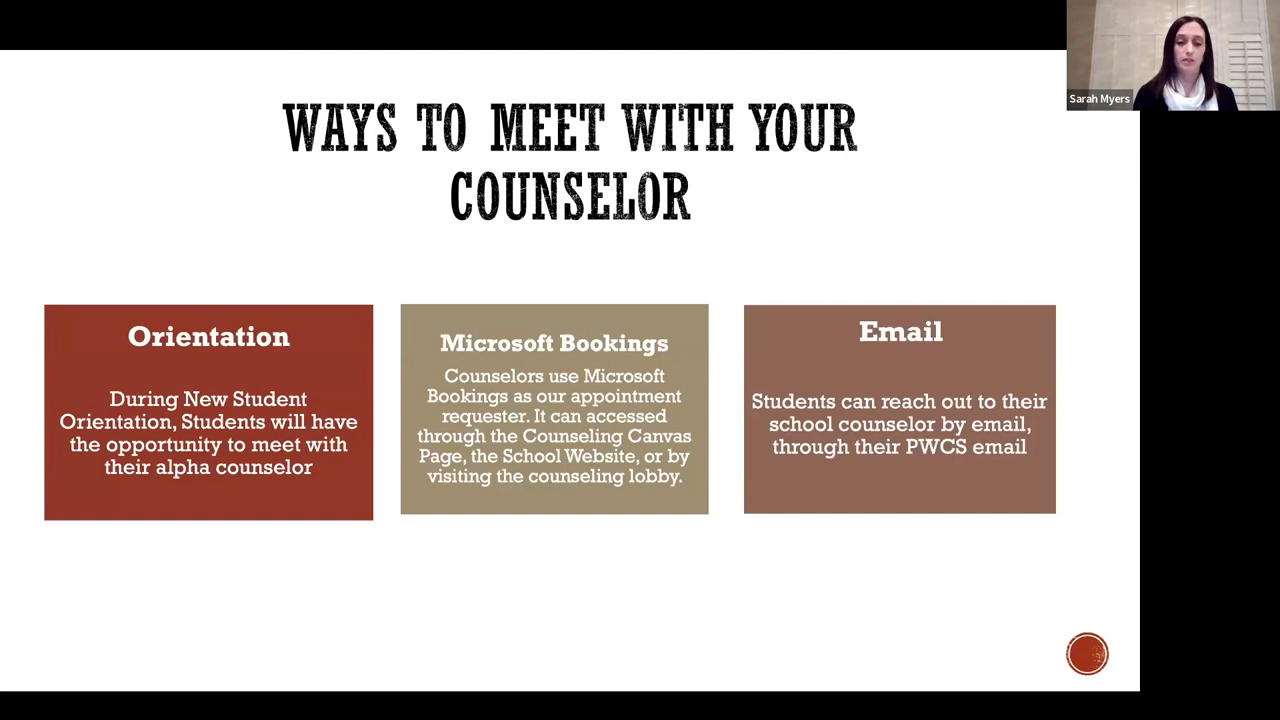 WAYS TO MEET WITH YOUR
COUNSELOR
Orientation
During New Student
Orientation, Students will have
the opportunity to meet with
their alpha counselor
Microsoft Bookings
Counselors use Microsoft
Bookings as our appointment
requester. It can accessed
through the Counseling Canvas
Page, the School Website, or by
visiting the counseling lobby.
Email
Students can reach out to their
school counselor by email,
through their PWCS email
Sarah Myers